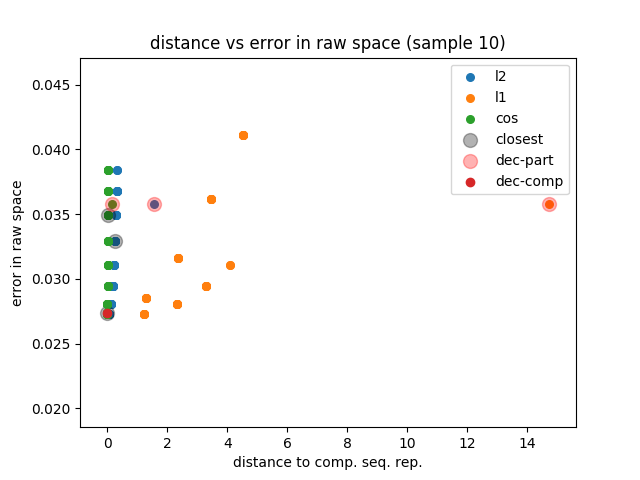 distance vs error in raw space (sample 10)
0.045
0.040
0.035
0.030
0.025
0.020
error in raw space
l2
l1
cos
closest
dec-part
dec-comp
0 2 4 6 8 10 12 14
distance to comp. seq. rep.